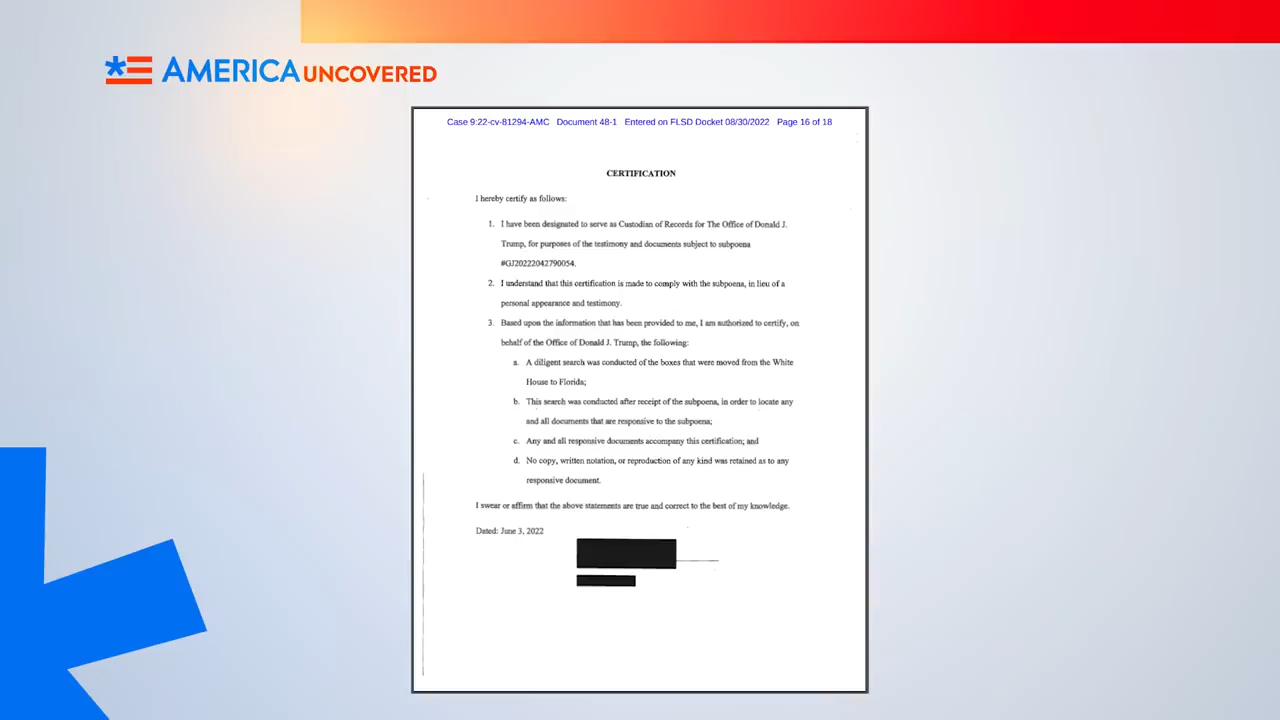 AMERICA UNCOVERED
Case 9:22-cv-81294-AMC Document 48-1 Entered on FLSD Docket 08/30/2022 Page 16 of 18
CERTIFICATION
I hereby certify as follows:
1. I have been designated to serve as Custodian of Records for The Office of Donald J.
Trump, for purposes of the testimony and documents subject to subpoena
#GJ20222042790054.
2. I understand that this certification is made to comply with the subpoena, in lieu of a
personal appearance and testimony.
3. Based upon the information that has been provided to me, I am authorized to certify, on
behalf of the Office of Donald J. Trump, the following:
a. A diligent search was conducted of the boxes that were moved from the White
House to Florida;
b. This search was conducted after receipt of the subpoena, in order to locate any
and all documents that are responsive to the subpoena;
c. Any and all responsive documents accompany this certification; and
d. No copy, written notation, or reproduction of any kind was retained as to any
responsive document.
I swear or affirm that the above statements are true and correct to the best of my knowledge.
Dated: June 3, 2022